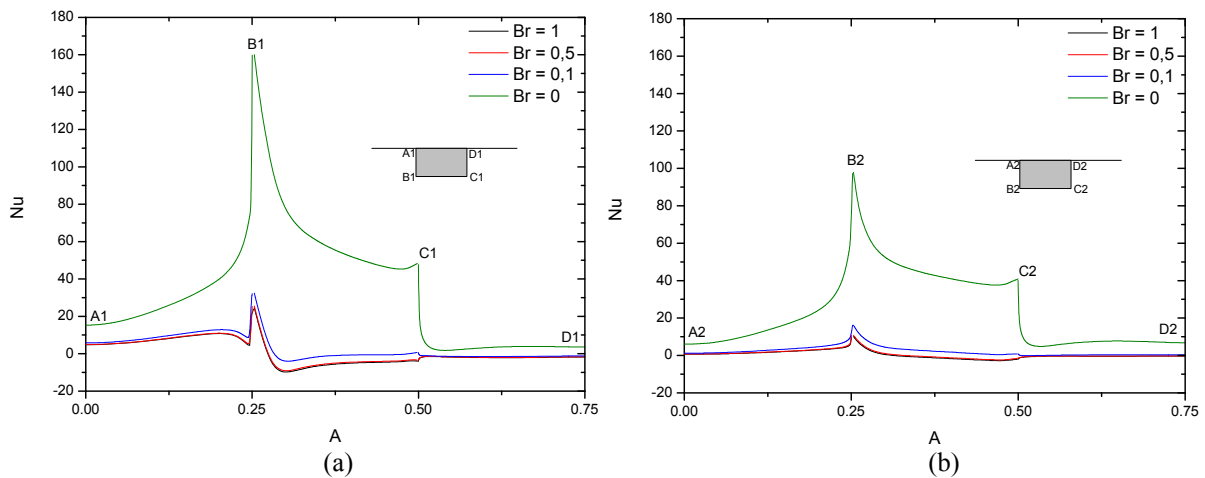 180
160
140
120
100
80
60
40
20
0
-20
Nu
B1
A1
C1
D1
Br = 1
Br = 0,5
Br = 0,1
Br = 0
A1 D1
B1 C1
0.00 0.25 0.50 0.75
A
(a)
180
160
140
120
100
80
60
40
20
0
-20
Nu
B2
A2
C2
D2
Br = 1
Br = 0,5
Br = 0,1
Br = 0
A2 D2
B2 C2
0.00 0.25 0.50 0.75
A
(b)